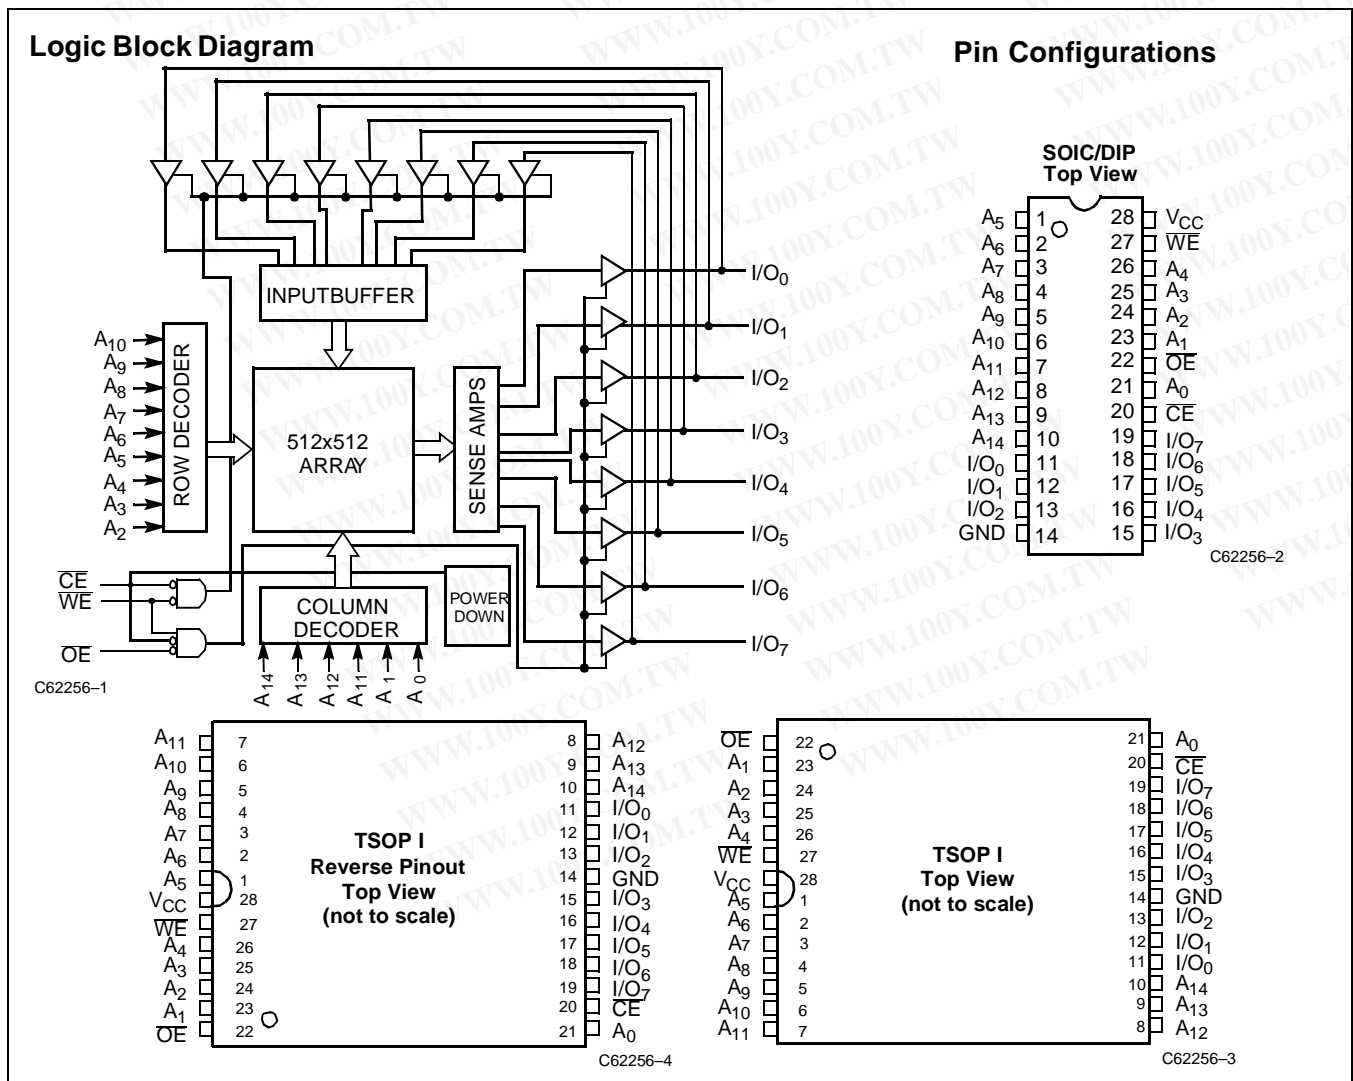 Logic Block Diagram
Pin Configurations
INPUTBUFFER
I/O0
I/O1
I/O2
I/O3
I/O4
I/O5
I/O6
I/O7
A10
A9
A8
A7
A6
A5
A4
A3
A2
ROW DECODER
512x512
ARRAY
SENSE AMPS
CE
WE
OE
COLUMN
DECODER
POWER
DOWN
A14
A13
A12
A11
A1
A0
C62256–1
SOIC/DIP
Top View
A5 1 28 VCC
A6 2 27 WE
A7 3 26 A4
A8 4 25 A3
A9 5 24 A2
A10 6 23 A1
A11 7 22 OE
A12 8 21 A0
A13 9 20 CE
A14 10 19 I/O7
I/O0 11 18 I/O6
I/O1 12 17 I/O5
I/O2 13 16 I/O4
GND 14 15 I/O3
C62256–2
TSOP I
Reverse Pinout
Top View
(not to scale)
A11 7 8 A12
A10 6 9 A13
A9 5 10 A14
A8 4 11 I/O0
A7 3 12 I/O1
A6 2 13 I/O2
A5 1 14 GND
VCC 28 15 I/O3
WE 27 16 I/O4
A4 26 17 I/O5
A3 25 18 I/O6
A2 24 19 I/O7
A1 23 20 CE
OE 22 21 A0
C62256–4
TSOP I
Top View
(not to scale)
OE 22 21 A0
A1 23 20 CE
A2 24 19 I/O7
A3 25 18 I/O6
A4 26 17 I/O5
WE 27 16 I/O4
VCC 28 15 I/O3
A5 1 14 GND
A6 2 13 I/O2
A7 3 12 I/O1
A8 4 11 I/O0
A9 5 10 A14
A10 6 9 A13
A11 7 8 A12
C62256–3
WWW.100Y.COM.TW